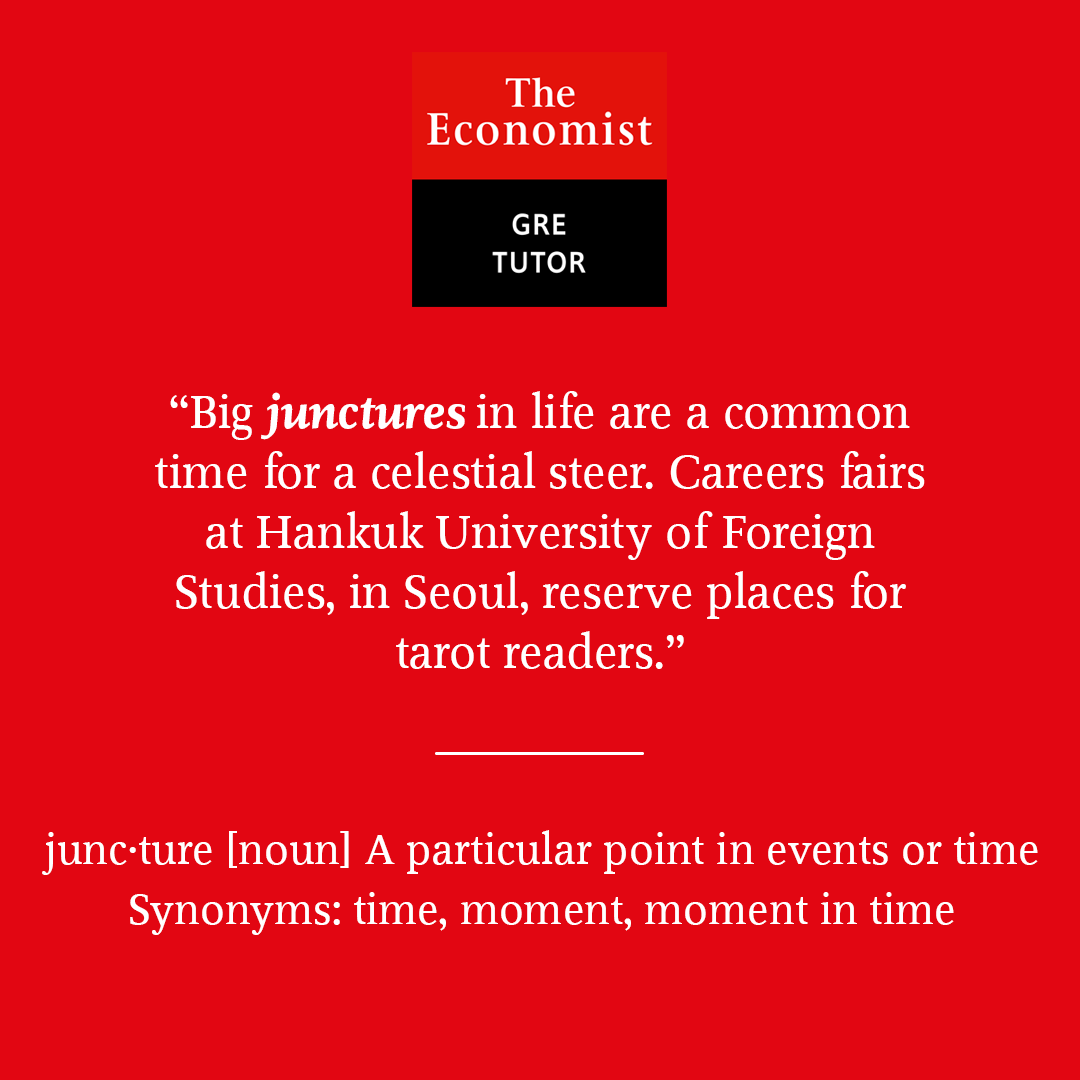 The
Economist
GRE
TUTOR
“Big junctures in life are a common
time for a celestial steer. Careers fairs
at Hankuk University of Foreign
Studies, in Seoul, reserve places for
tarot readers.”
junc·ture [noun] A particular point in events or time
Synonyms: time, moment, moment in time